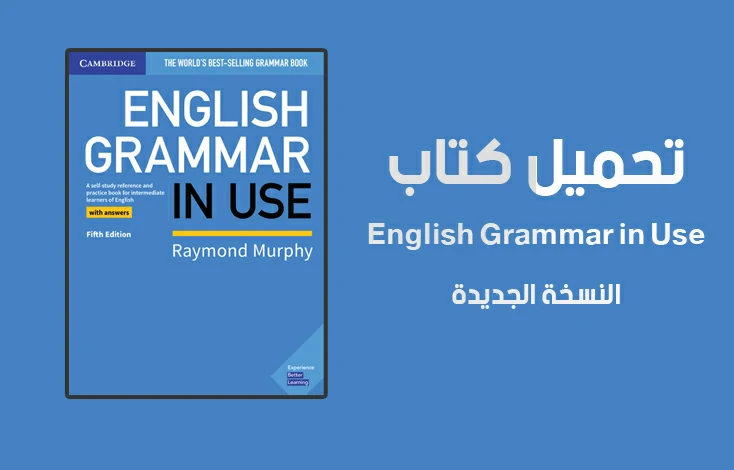 CAMBRIDGE
THE WORLD'S BEST-SELLING GRAMMAR BOOK
ENGLISH
GRAMMAR
IN USE
A self-study reference and
practice book for intermediate
learners of English
with answers
Fifth Edition
Raymond Murphy
Experience
Better
Learning
تحميل كتاب
English Grammar in Use
النسخة الجديدة